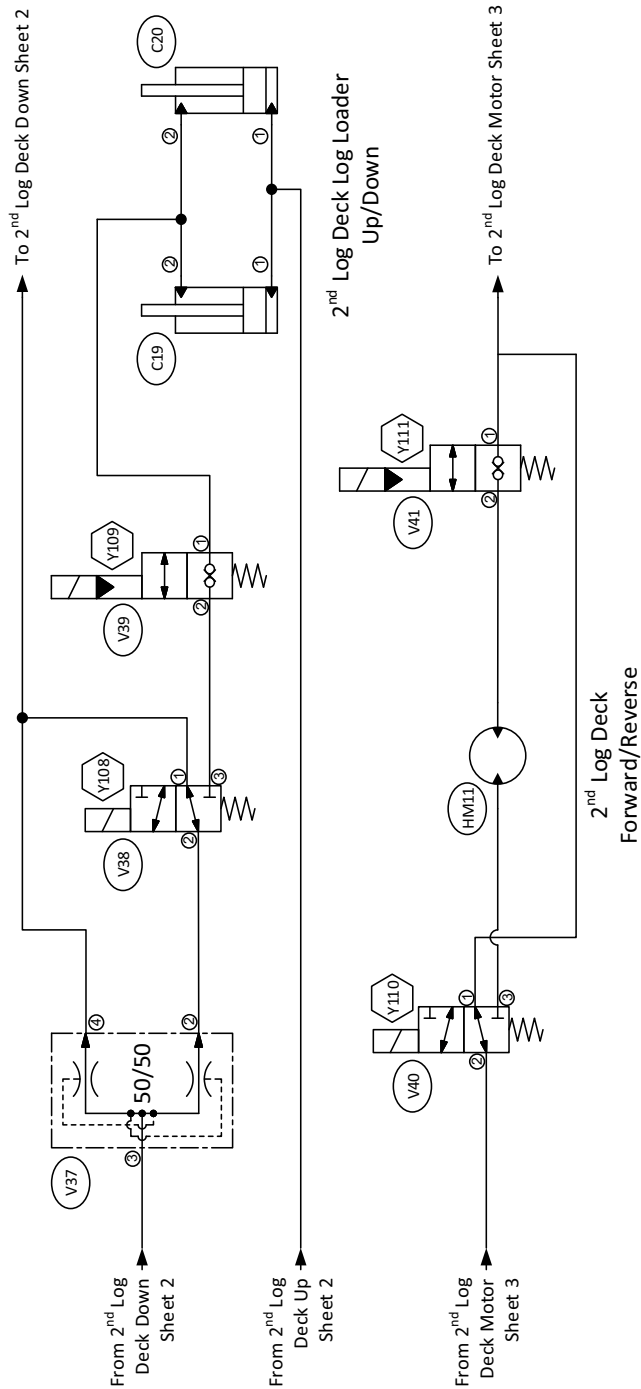 From 2nd Log
Deck Down
Sheet 2
V37
3
4
2
50/50
V38
Y108
1
2
3
V39
Y109
1
2
To 2nd Log Deck Down Sheet 2
C19
C20
2
2
1
1
2nd Log Deck Log Loader
Up/Down
From 2nd Log
Deck Up
Sheet 2
From 2nd Log
Deck Motor
Sheet 3
V40
Y110
1
2
3
HM11
V41
Y111
1
2
To 2nd Log Deck Motor Sheet 3
2nd Log Deck
Forward/Reverse